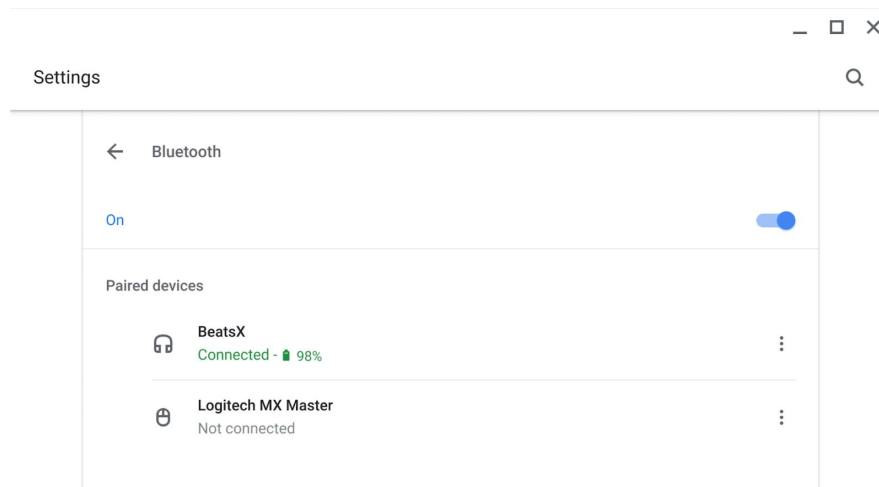 Settings
Bluetooth
On
Paired devices
BeatsX
Connected - 98%
Logitech MX Master
Not connected